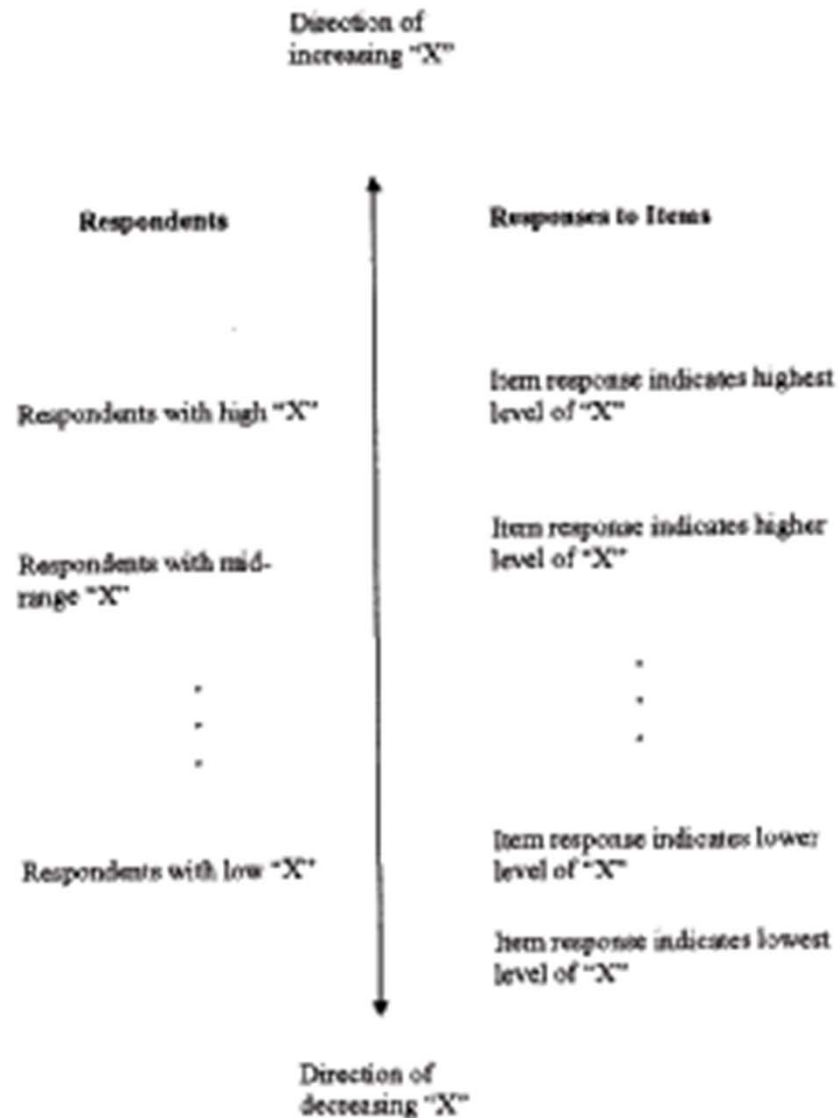 Direction of
increasing "X"
Respondents
Responses to Items
Respondents with high "X"
Item response indicates highest
level of "X"
Respondents with mid-
range "X"
Item response indicates higher
level of "X"
Respondents with low "X"
Item response indicates lower
level of "X"
Item response indicates lowest
level of "X"
Direction of
decreasing "X"